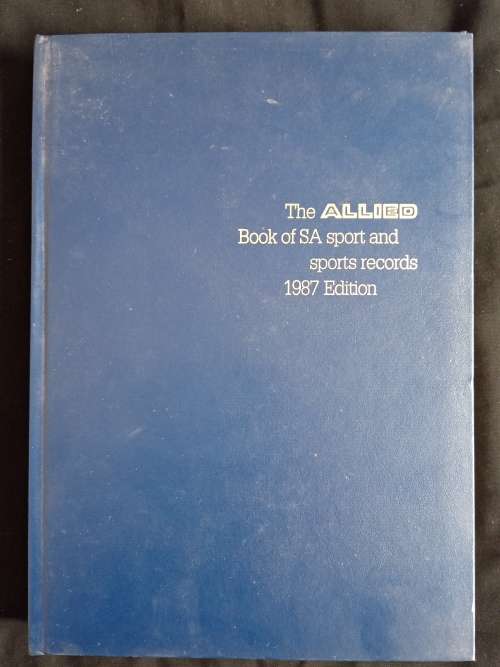 The ALLIED
Book of SA sport and
sports records
1987 Edition